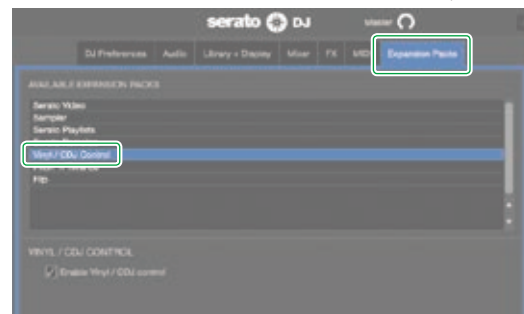 serato DJ Master
DJ Preferences Audio Library + Display Mixer FX MIDI Expansion Packs
AVAILABLE EXPANSION PACKS
Serato Video
Sampler
Serato Playlists
Vinyl / CDJ Control
Flip
VINYL / CDJ CONTROL
Enable Vinyl / CDJ control